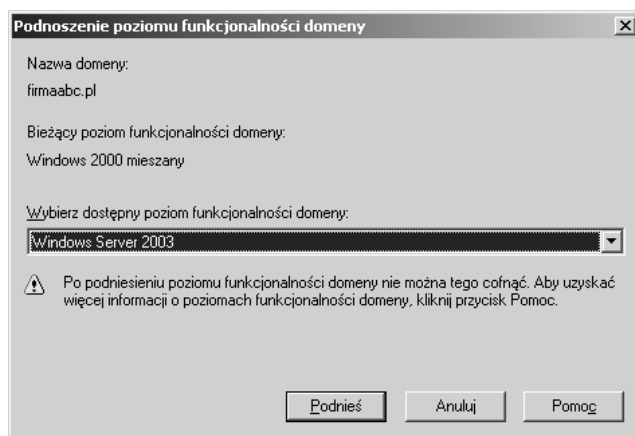 Podnoszenie poziomu funkcjonalności domeny
Nazwa domeny:
firmaabc.pl
Bieżący poziom funkcjonalności domeny:
Windows 2000 mieszany
Wybierz dostępny poziom funkcjonalności domeny:
Windows Server 2003
Po podniesieniu poziomu funkcjonalności domeny nie można tego cofnąć. Aby uzyskać
więcej informacji o poziomach funkcjonalności domeny, kliknij przycisk Pomoc.
Podnieś Anuluj Pomoc